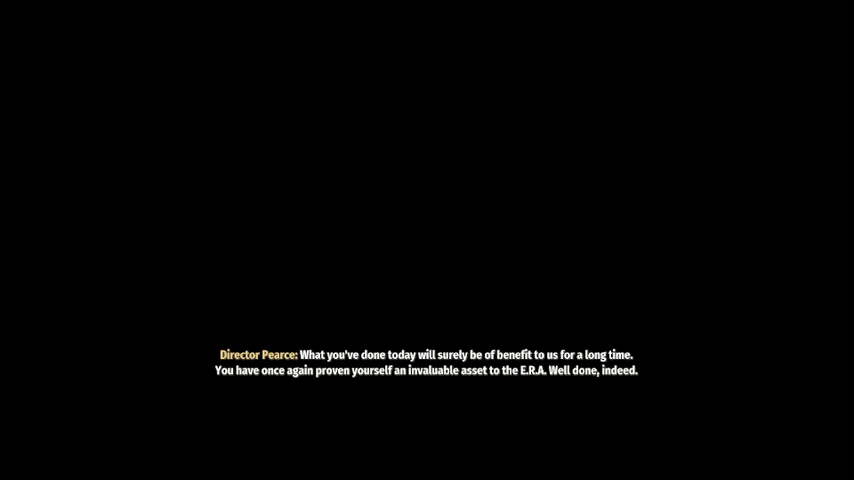 Director Pearce: What you've done today will surely be of benefit to us for a long time.
You have once again proven yourself an invaluable asset to the E.R.A. Well done, indeed.